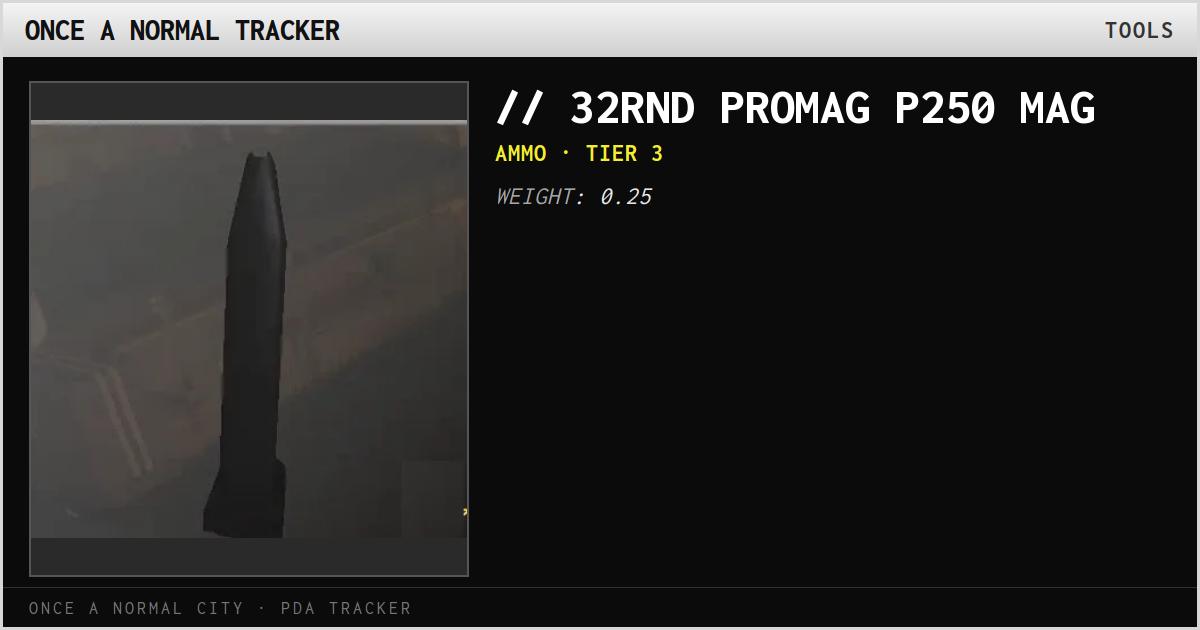 ONCE A NORMAL TRACKER
TOOLS
// 32RND PROMAG P250 MAG
AMMO · TIER 3
WEIGHT: 0.25
ONCE A NORMAL CITY · PDA TRACKER